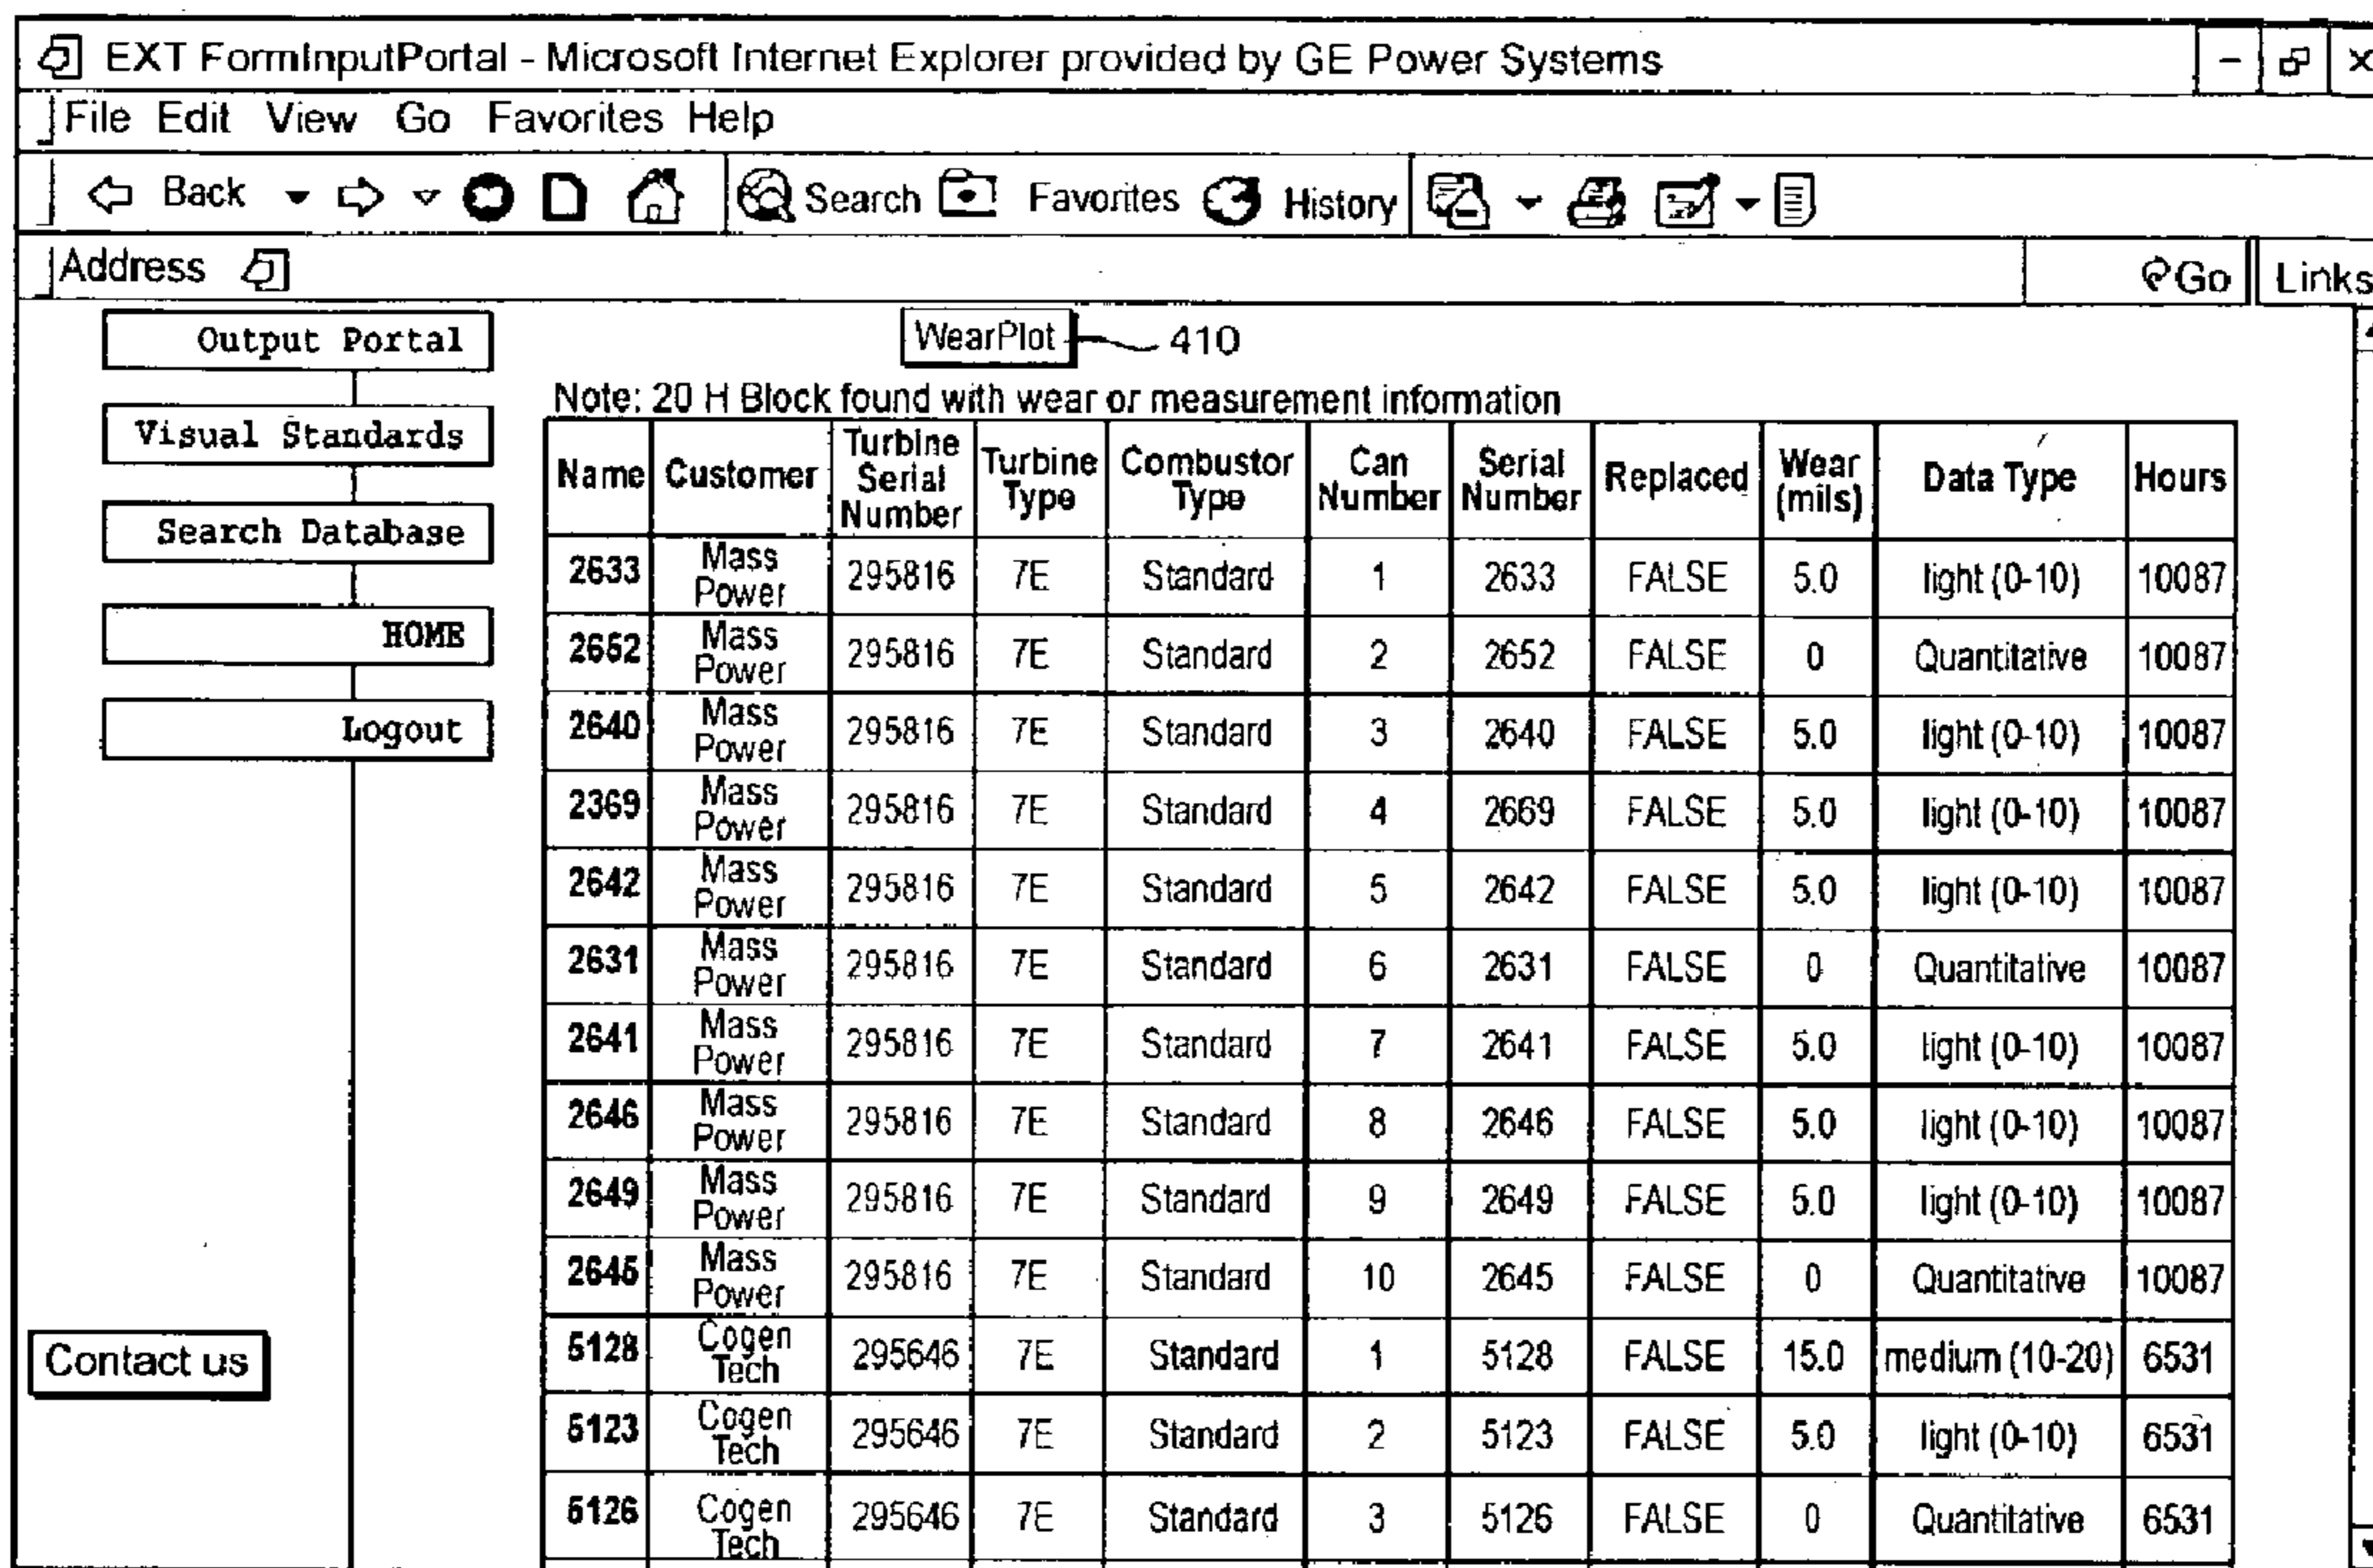 EXT FormInputPortal - Microsoft Internet Explorer provided by GE Power Systems
File Edit View Go Favorites Help
Back Search Favorites History
Address Go Links
Output Portal
Visual Standards
Search Database
HOME
Logout
Contact us
WearPlot 410
Note: 20 H Block found with wear or measurement information
Name Customer Turbine Serial Number Turbine Type Combustor Type Can Number Serial Number Replaced Wear (mils) Data Type Hours
2633 Mass Power 295816 7E Standard 1 2633 FALSE 5.0 light (0-10) 10087
2652 Mass Power 295816 7E Standard 2 2652 FALSE 0 Quantitative 10087
2640 Mass Power 295816 7E Standard 3 2640 FALSE 5.0 light (0-10) 10087
2369 Mass Power 295816 7E Standard 4 2669 FALSE 5.0 light (0-10) 10087
2642 Mass Power 295816 7E Standard 5 2642 FALSE 5.0 light (0-10) 10087
2631 Mass Power 295816 7E Standard 6 2631 FALSE 0 Quantitative 10087
2641 Mass Power 295816 7E Standard 7 2641 FALSE 5.0 light (0-10) 10087
2646 Mass Power 295816 7E Standard 8 2646 FALSE 5.0 light (0-10) 10087
2649 Mass Power 295816 7E Standard 9 2649 FALSE 5.0 light (0-10) 10087
2645 Mass Power 295816 7E Standard 10 2645 FALSE 0 Quantitative 10087
5128 Cogen Tech 295646 7E Standard 1 5128 FALSE 15.0 medium (10-20) 6531
5123 Cogen Tech 295646 7E Standard 2 5123 FALSE 5.0 light (0-10) 6531
5126 Cogen Tech 295646 7E Standard 3 5126 FALSE 0 Quantitative 6531